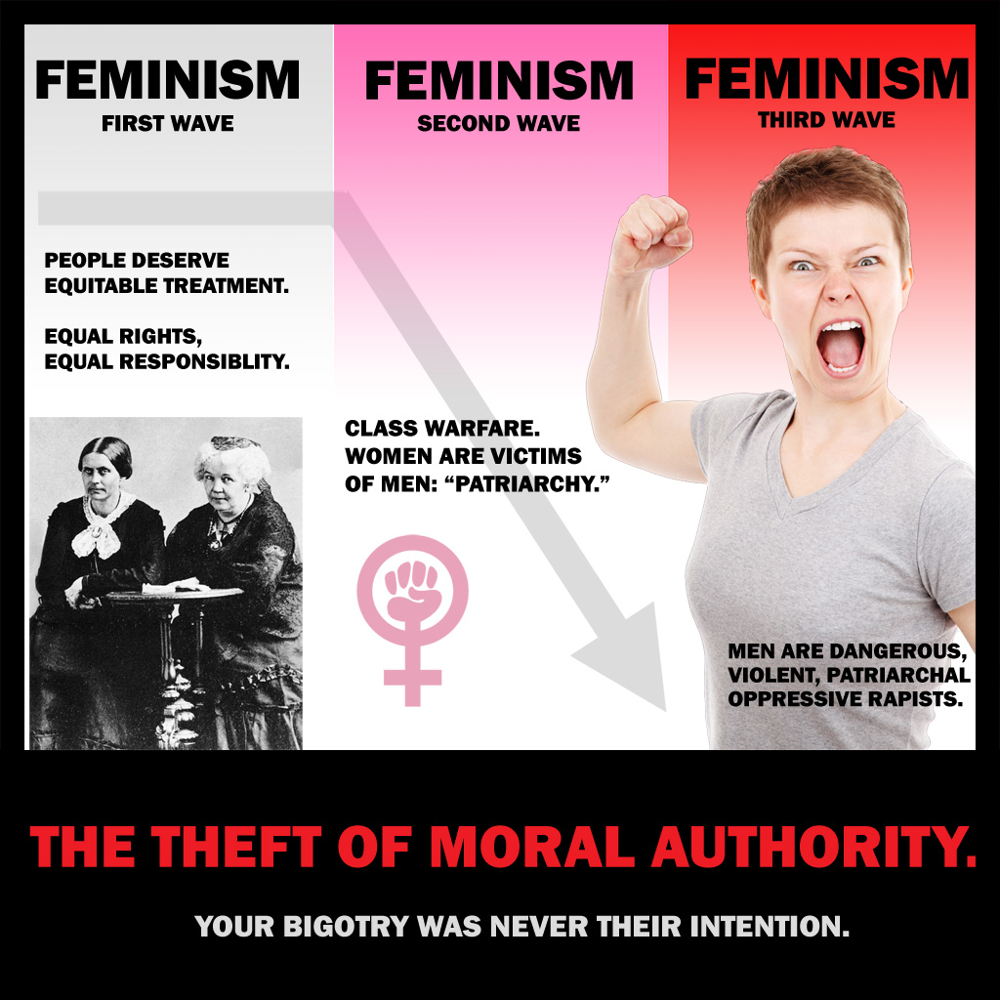 FEMINISM
FIRST WAVE
PEOPLE DESERVE
EQUITABLE TREATMENT.
EQUAL RIGHTS,
EQUAL RESPONSIBLITY.
FEMINISM
SECOND WAVE
CLASS WARFARE.
WOMEN ARE VICTIMS
OF MEN: “PATRIARCHY.”
FEMINISM
THIRD WAVE
MEN ARE DANGEROUS,
VIOLENT, PATRIARCHAL
OPPRESSIVE RAPISTS.
THE THEFT OF MORAL AUTHORITY.
YOUR BIGOTRY WAS NEVER THEIR INTENTION.